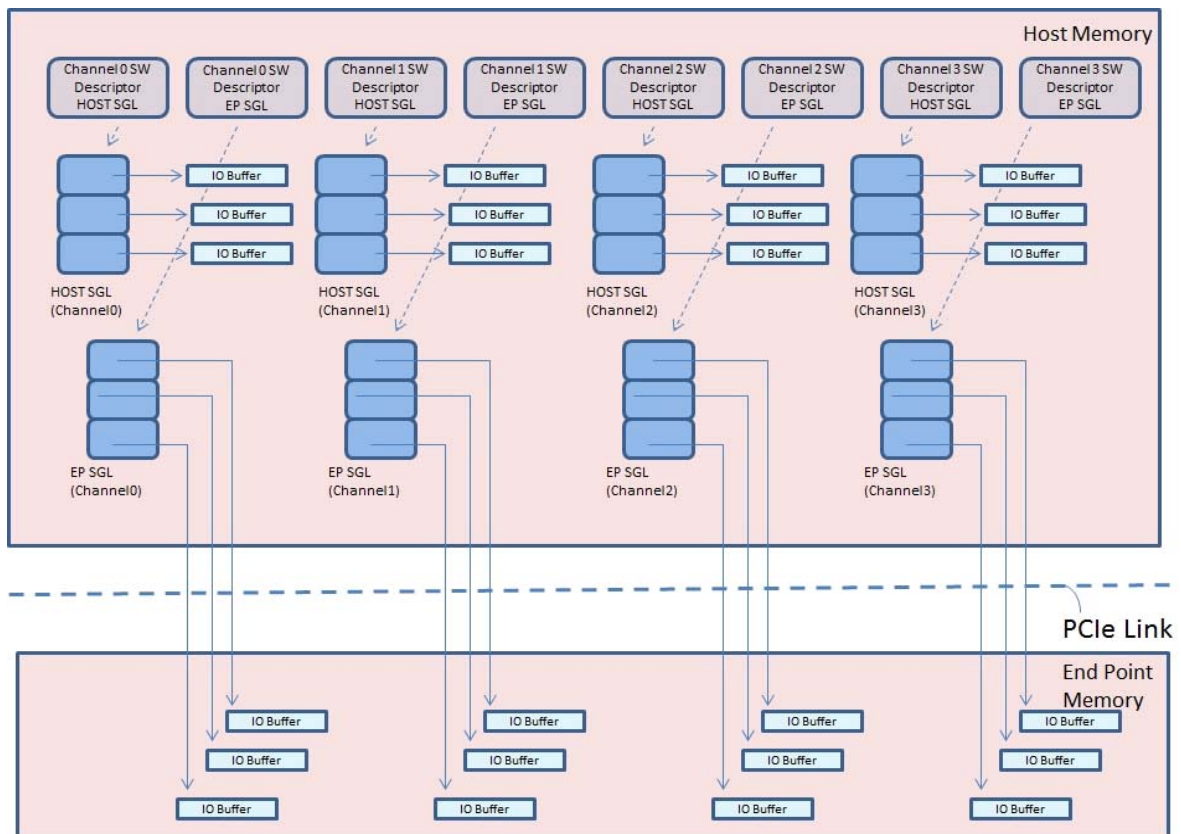 Host Memory
Channel 0 SW
Descriptor
HOST SGL
Channel 0 SW
Descriptor
EP SGL
Channel 1 SW
Descriptor
HOST SGL
Channel 1 SW
Descriptor
EP SGL
Channel 2 SW
Descriptor
HOST SGL
Channel 2 SW
Descriptor
EP SGL
Channel 3 SW
Descriptor
HOST SGL
Channel 3 SW
Descriptor
EP SGL
IO Buffer
IO Buffer
IO Buffer
IO Buffer
IO Buffer
IO Buffer
IO Buffer
IO Buffer
IO Buffer
IO Buffer
IO Buffer
IO Buffer
HOST SGL
(Channel0)
HOST SGL
(Channel1)
HOST SGL
(Channel2)
HOST SGL
(Channel3)
EP SGL
(Channel0)
EP SGL
(Channel1)
EP SGL
(Channel2)
EP SGL
(Channel3)
PCIe Link
End Point
Memory
IO Buffer
IO Buffer
IO Buffer
IO Buffer
IO Buffer
IO Buffer
IO Buffer
IO Buffer
IO Buffer
IO Buffer
IO Buffer
IO Buffer